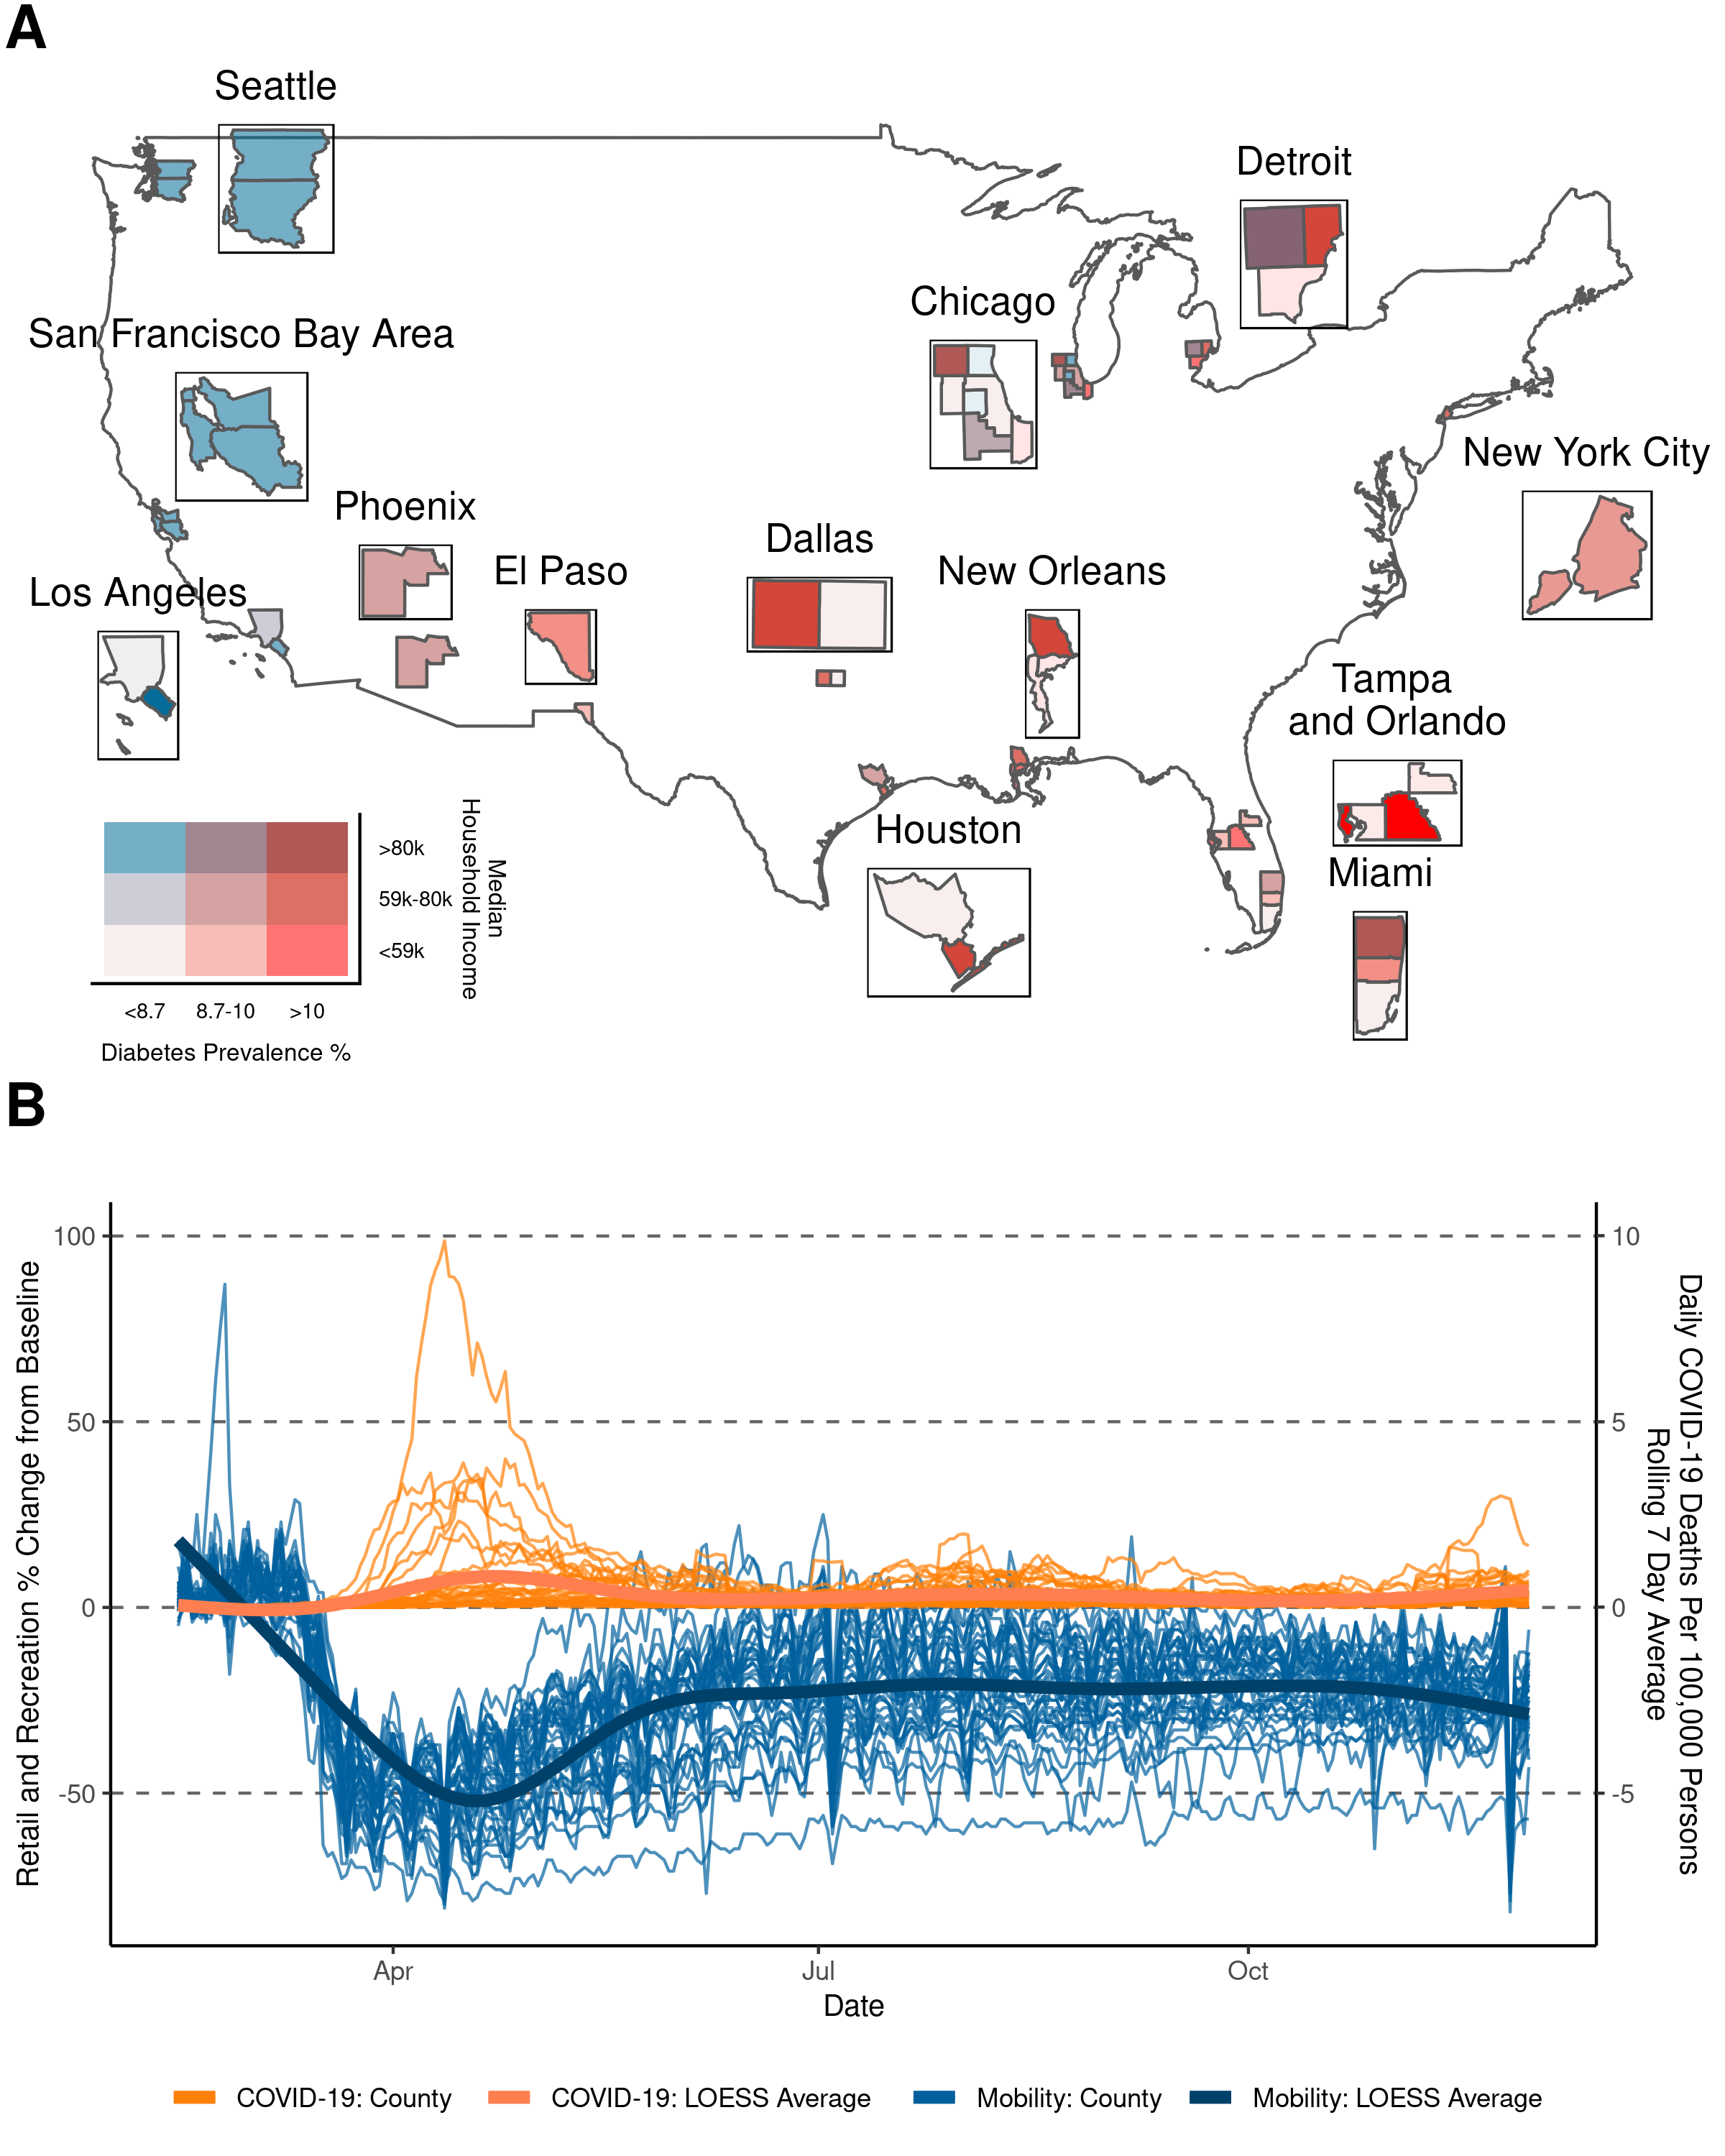 A
Seattle
Detroit
Chicago
San Francisco Bay Area
New York City
Phoenix
Dallas
El Paso
New Orleans
Los Angeles
Tampa
and Orlando
Houston
Miami
>80k
59k-80k
<59k
Median
Household Income
<8.7
8.7-10
>10
Diabetes Prevalence %
B
Retail and Recreation % Change from Baseline
100
50
0
-50
10
5
0
-5
Daily COVID-19 Deaths Per 100,000 Persons
Rolling 7 Day Average
Apr
Jul
Oct
Date
COVID-19: County
COVID-19: LOESS Average
Mobility: County
Mobility: LOESS Average